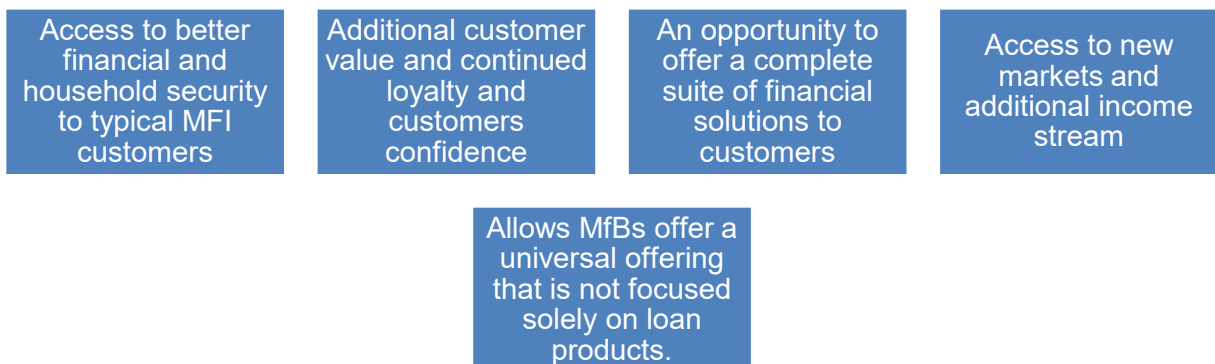 Access to better
financial and
household security
to typical MFI
customers
Additional customer
value and continued
loyalty and
customers
confidence
An opportunity to
offer a complete
suite of financial
solutions to
customers
Access to new
markets and
additional income
stream
Allows MfBs offer a
universal offering
that is not focused
solely on loan
products.